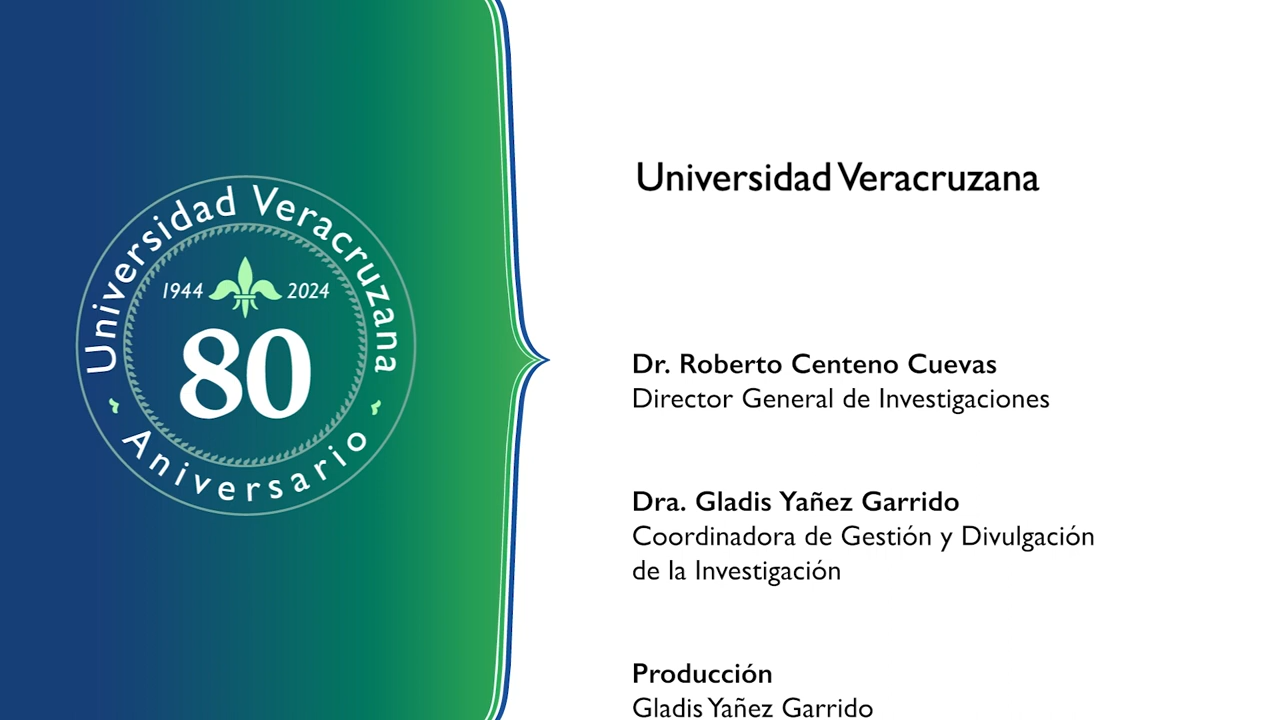 Universidad Veracruzana
1944 2024
80
Aniversario
Universidad Veracruzana
Dr. Roberto Centeno Cuevas
Director General de Investigaciones
Dra. Gladis Yañez Garrido
Coordinadora de Gestión y Divulgación
de la Investigación
Producción
Gladis Yañez Garrido